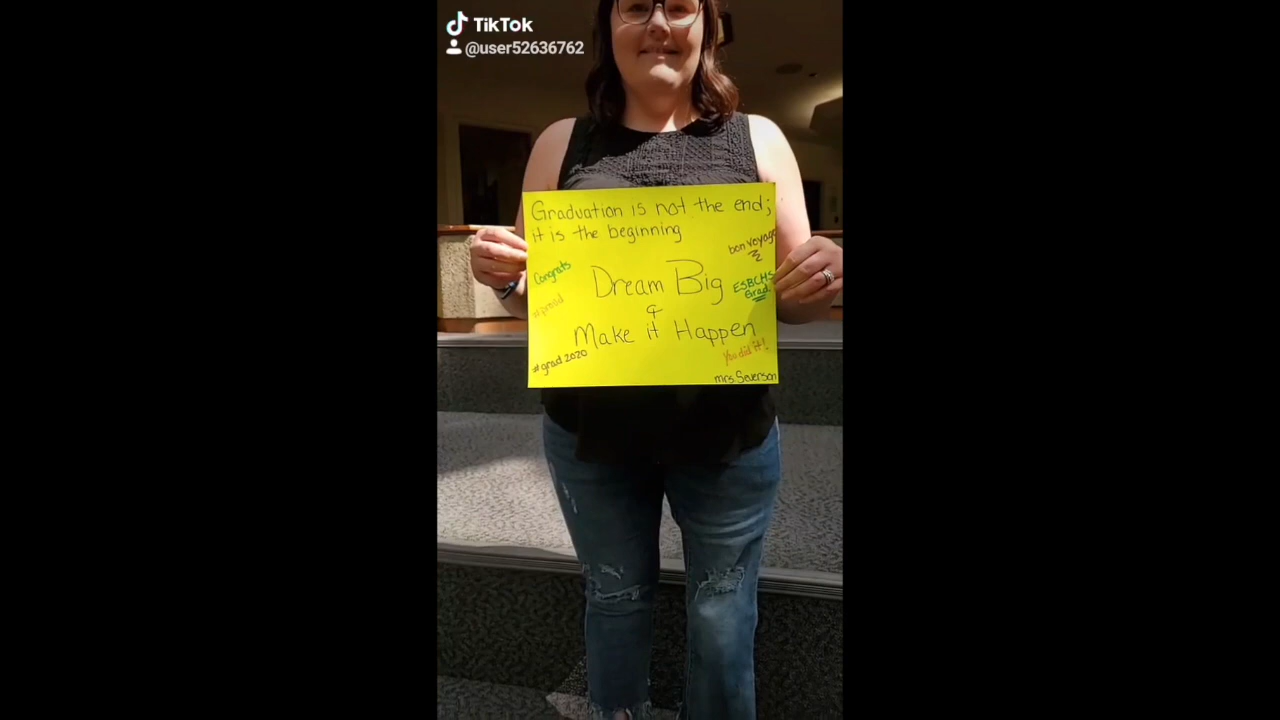 TikTok
@user52636762
Graduation is not the end;
it is the beginning
bon voyage
Congrats
Dream Big
ESBCHS
Grad
#proud
&
Make it Happen
#grad 2020
You did it!
mrs. Severson